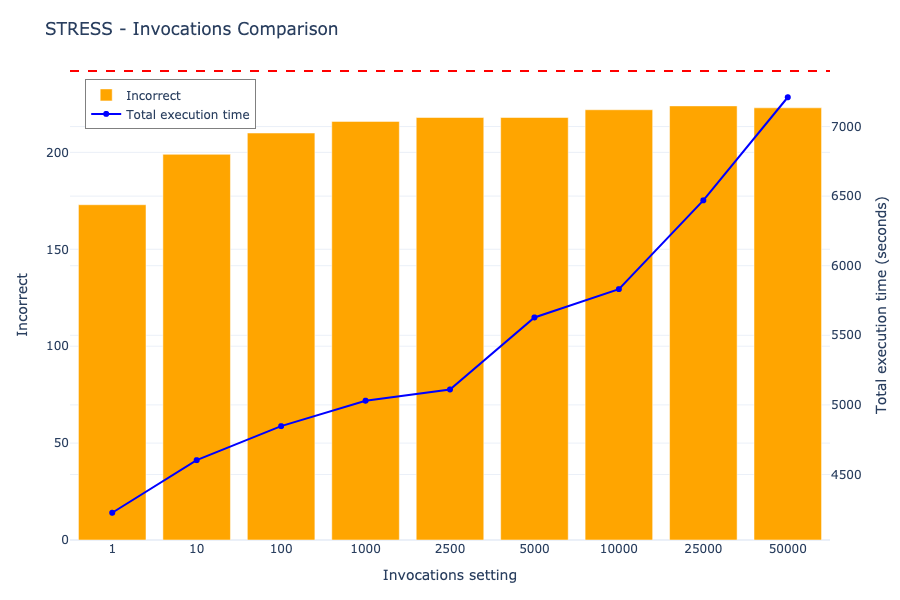 STRESS - Invocations Comparison
Incorrect
Total execution time
200
150
100
50
0
Incorrect
7000
6500
6000
5500
5000
4500
Total execution time (seconds)
1 10 100 1000 2500 5000 10000 25000 50000
Invocations setting